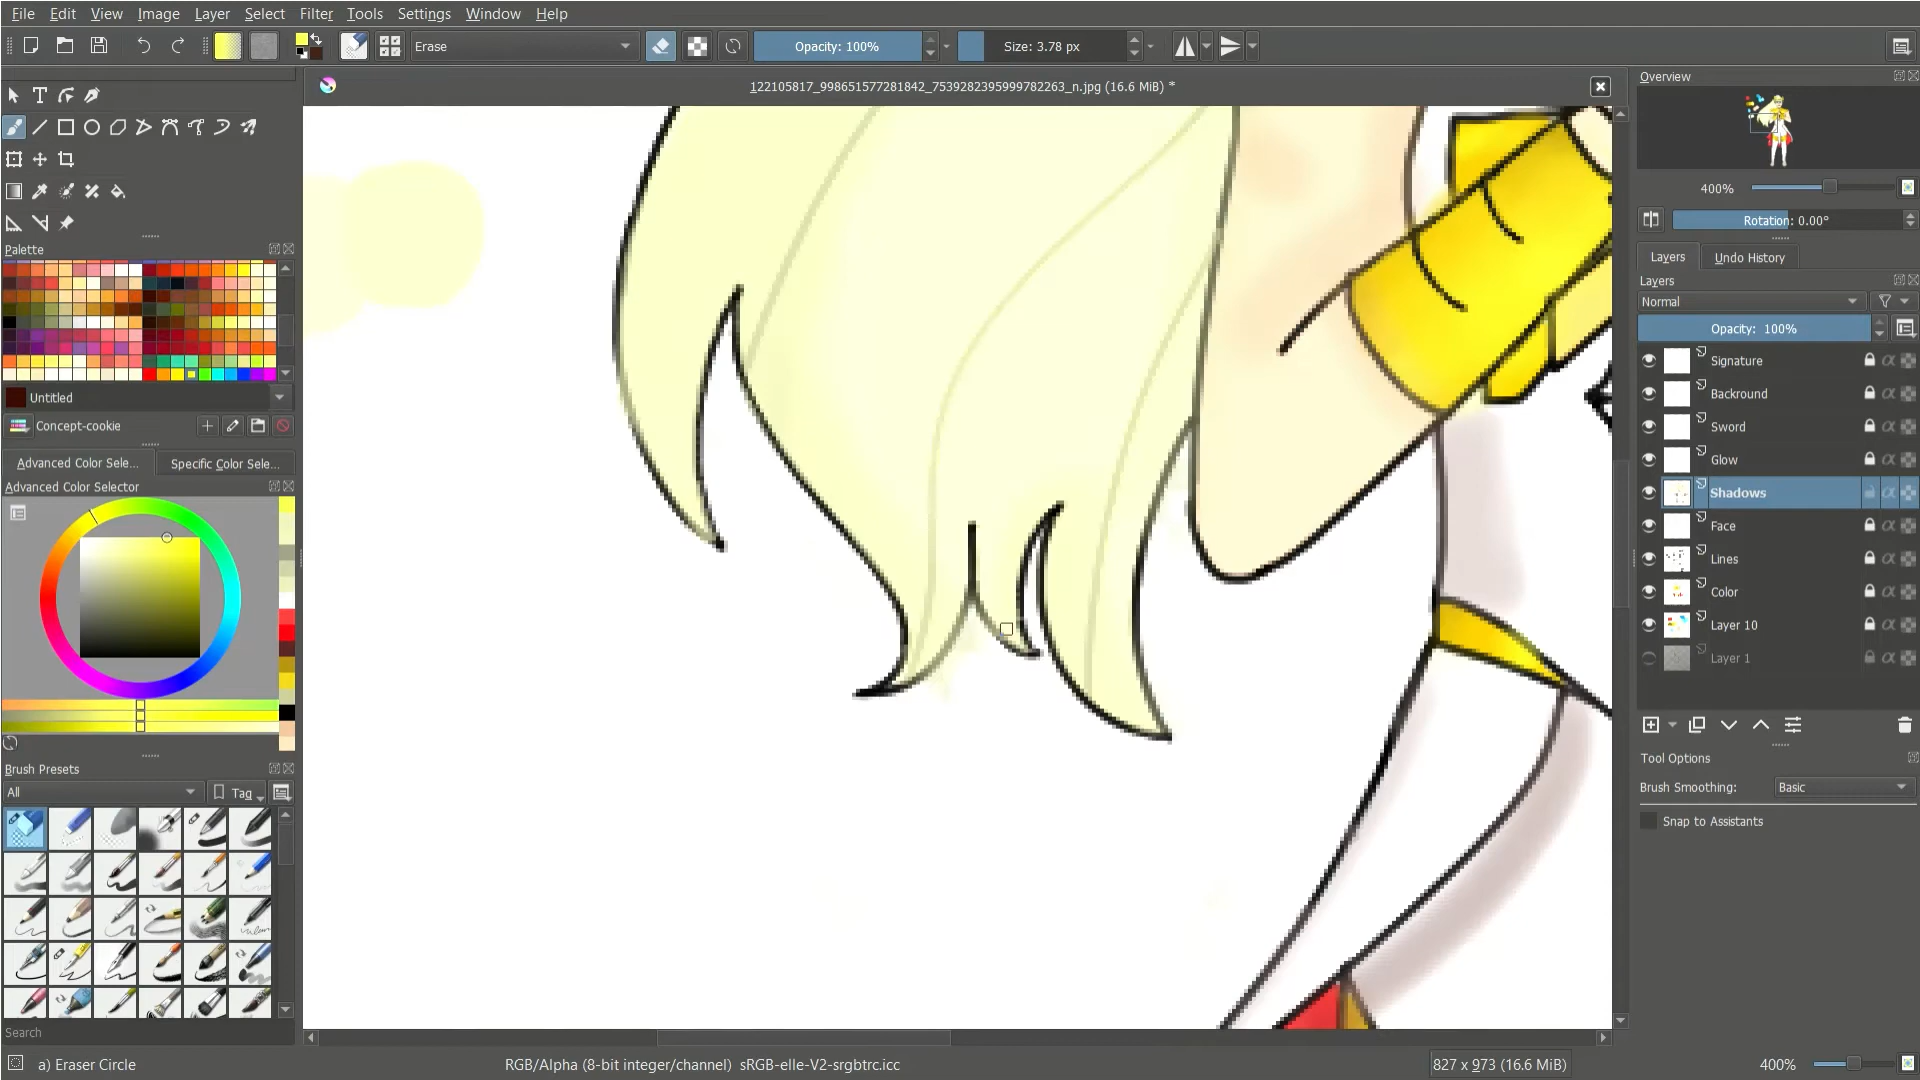 File Edit View Image Layer Select Filter Tools Settings Window Help
Erase Opacity: 100% Size: 3.78 px
122105817_998651577281842_7539282395999782263_n.jpg (16.6 MiB) *
Overview
400%
Rotation: 0.00°
Palette
Untitled
Concept-cookie
Advanced Color Sele... Specific Color Sele...
Advanced Color Selector
Brush Presets
All Tag
Search
Layers Undo History
Layers
Normal
Opacity: 100%
Signature
Backround
Sword
Glow
Shadows
Face
Lines
Color
Layer 10
Layer 1
Tool Options
Brush Smoothing: Basic
Snap to Assistants
a) Eraser Circle RGB/Alpha (8-bit integer/channel) sRGB-elle-V2-srgbtrc.icc 827 x 973 (16.6 MiB) 400%